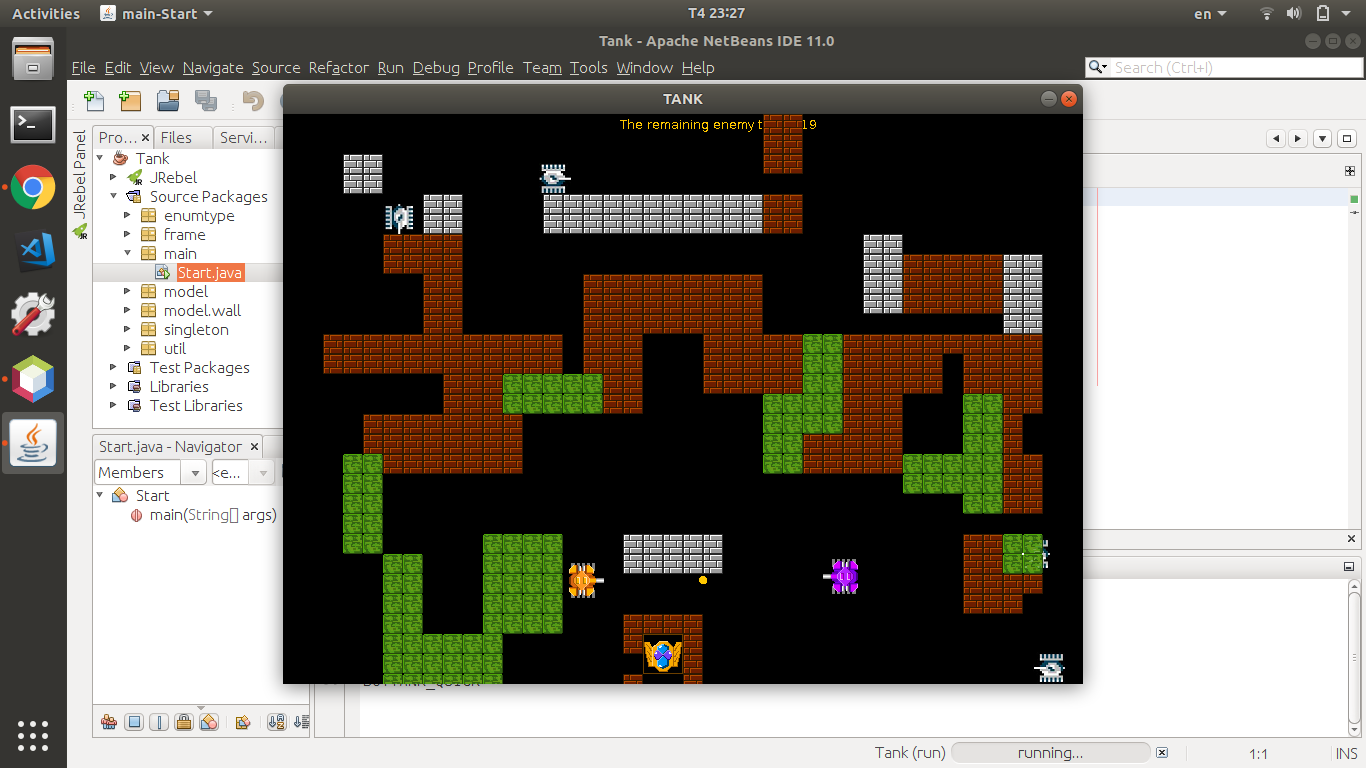 Activities main-Start T4 23:27 en
Tank - Apache NetBeans IDE 11.0
File Edit View Navigate Source Refactor Run Debug Profile Team Tools Window Help Search (Ctrl+I)
TANK
The remaining enemy t 19
JRebel Panel
Pro... Files Servi...
Tank
JRebel
Source Packages
enumtype
frame
main
Start.java
model
model.wall
singleton
util
Test Packages
Libraries
Test Libraries
Start.java - Navigator
Members <e...
Start
main(String[] args)
Tank (run) running... 1:1 INS